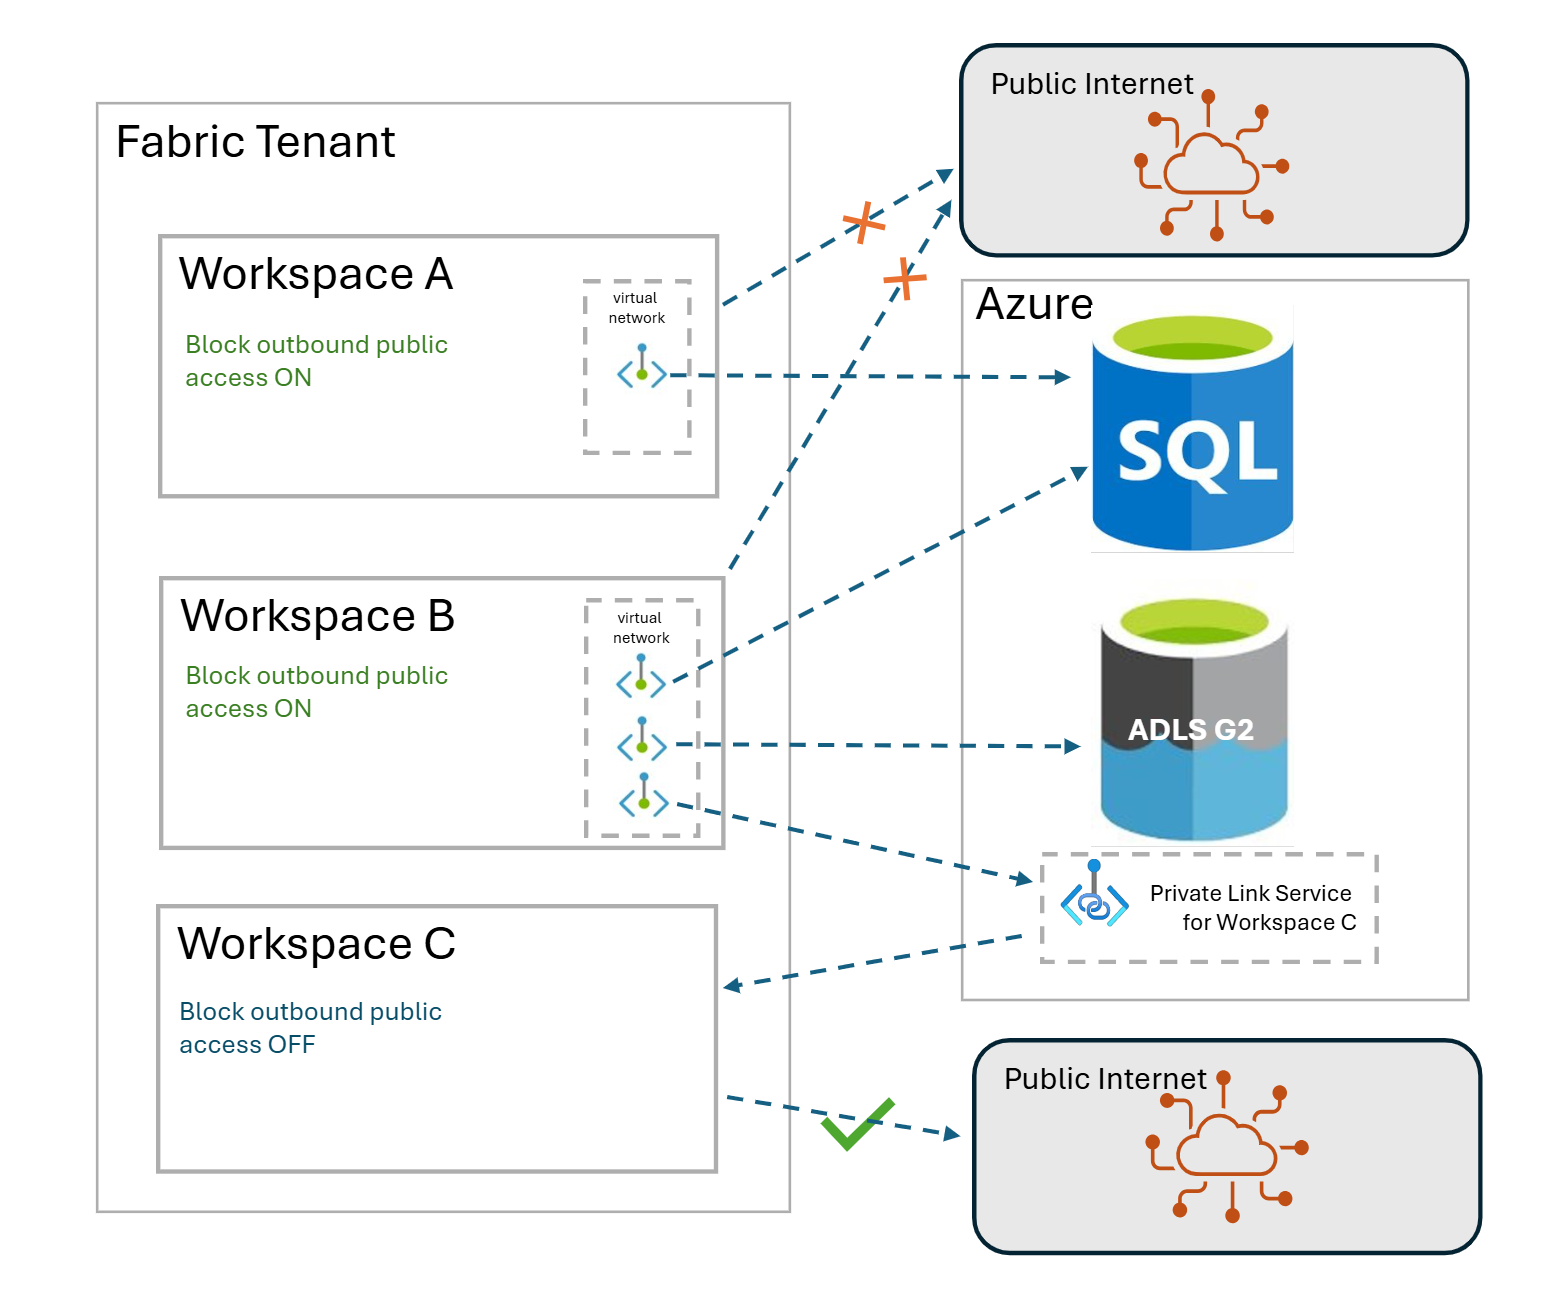 Fabric Tenant
Workspace A
Block outbound public
access ON
virtual
network
Workspace B
Block outbound public
access ON
virtual
network
Workspace C
Block outbound public
access OFF
Public Internet
Azure
SQL
ADLS G2
Private Link Service
for Workspace C
Public Internet